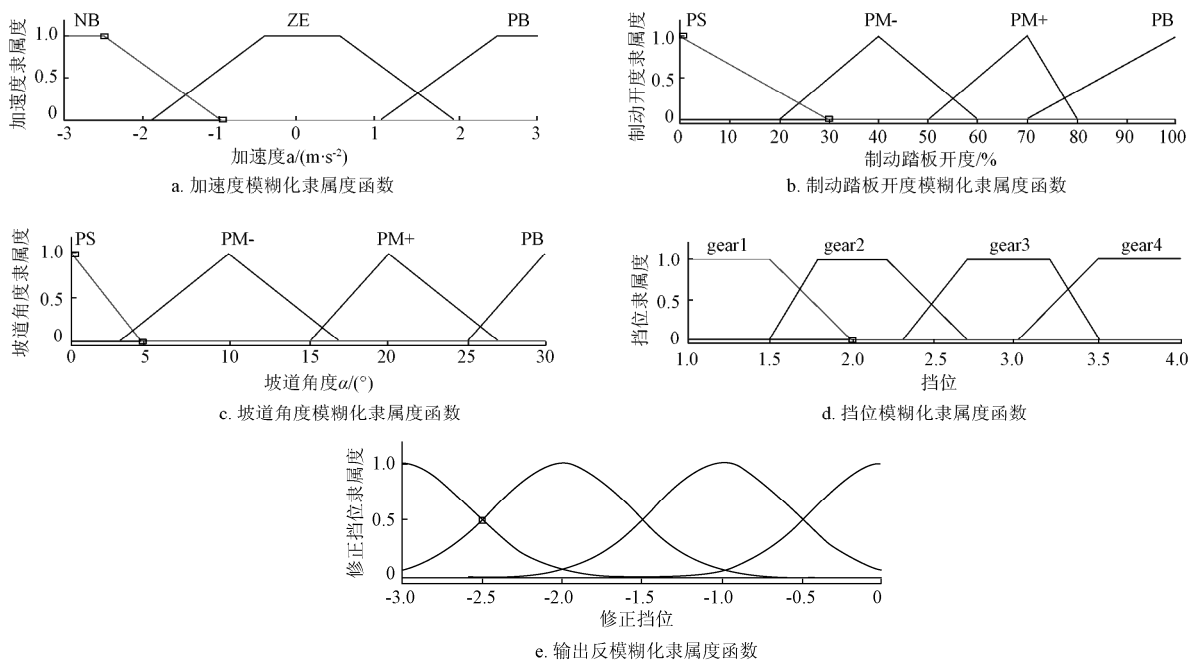 NB ZE PB
加速度隶属度
1.0
0.5
0
-3 -2 -1 0 1 2 3
加速度a/(m·s⁻²)
a. 加速度模糊化隶属度函数
PS PM- PM+ PB
制动开度隶属度
1.0
0.5
0
0 10 20 30 40 50 60 70 80 90 100
制动踏板开度/%
b. 制动踏板开度模糊化隶属度函数
PS PM- PM+ PB
坡道角度隶属度
1.0
0.5
0
0 5 10 15 20 25 30
坡道角度α/(°)
c. 坡道角度模糊化隶属度函数
gear1 gear2 gear3 gear4
挡位隶属度
1.0
0.5
0
1.0 1.5 2.0 2.5 3.0 3.5 4.0
挡位
d. 挡位模糊化隶属度函数
修正挡位隶属度
1.0
0.5
0
-3.0 -2.5 -2.0 -1.5 -1.0 -0.5 0
修正挡位
e. 输出反模糊化隶属度函数